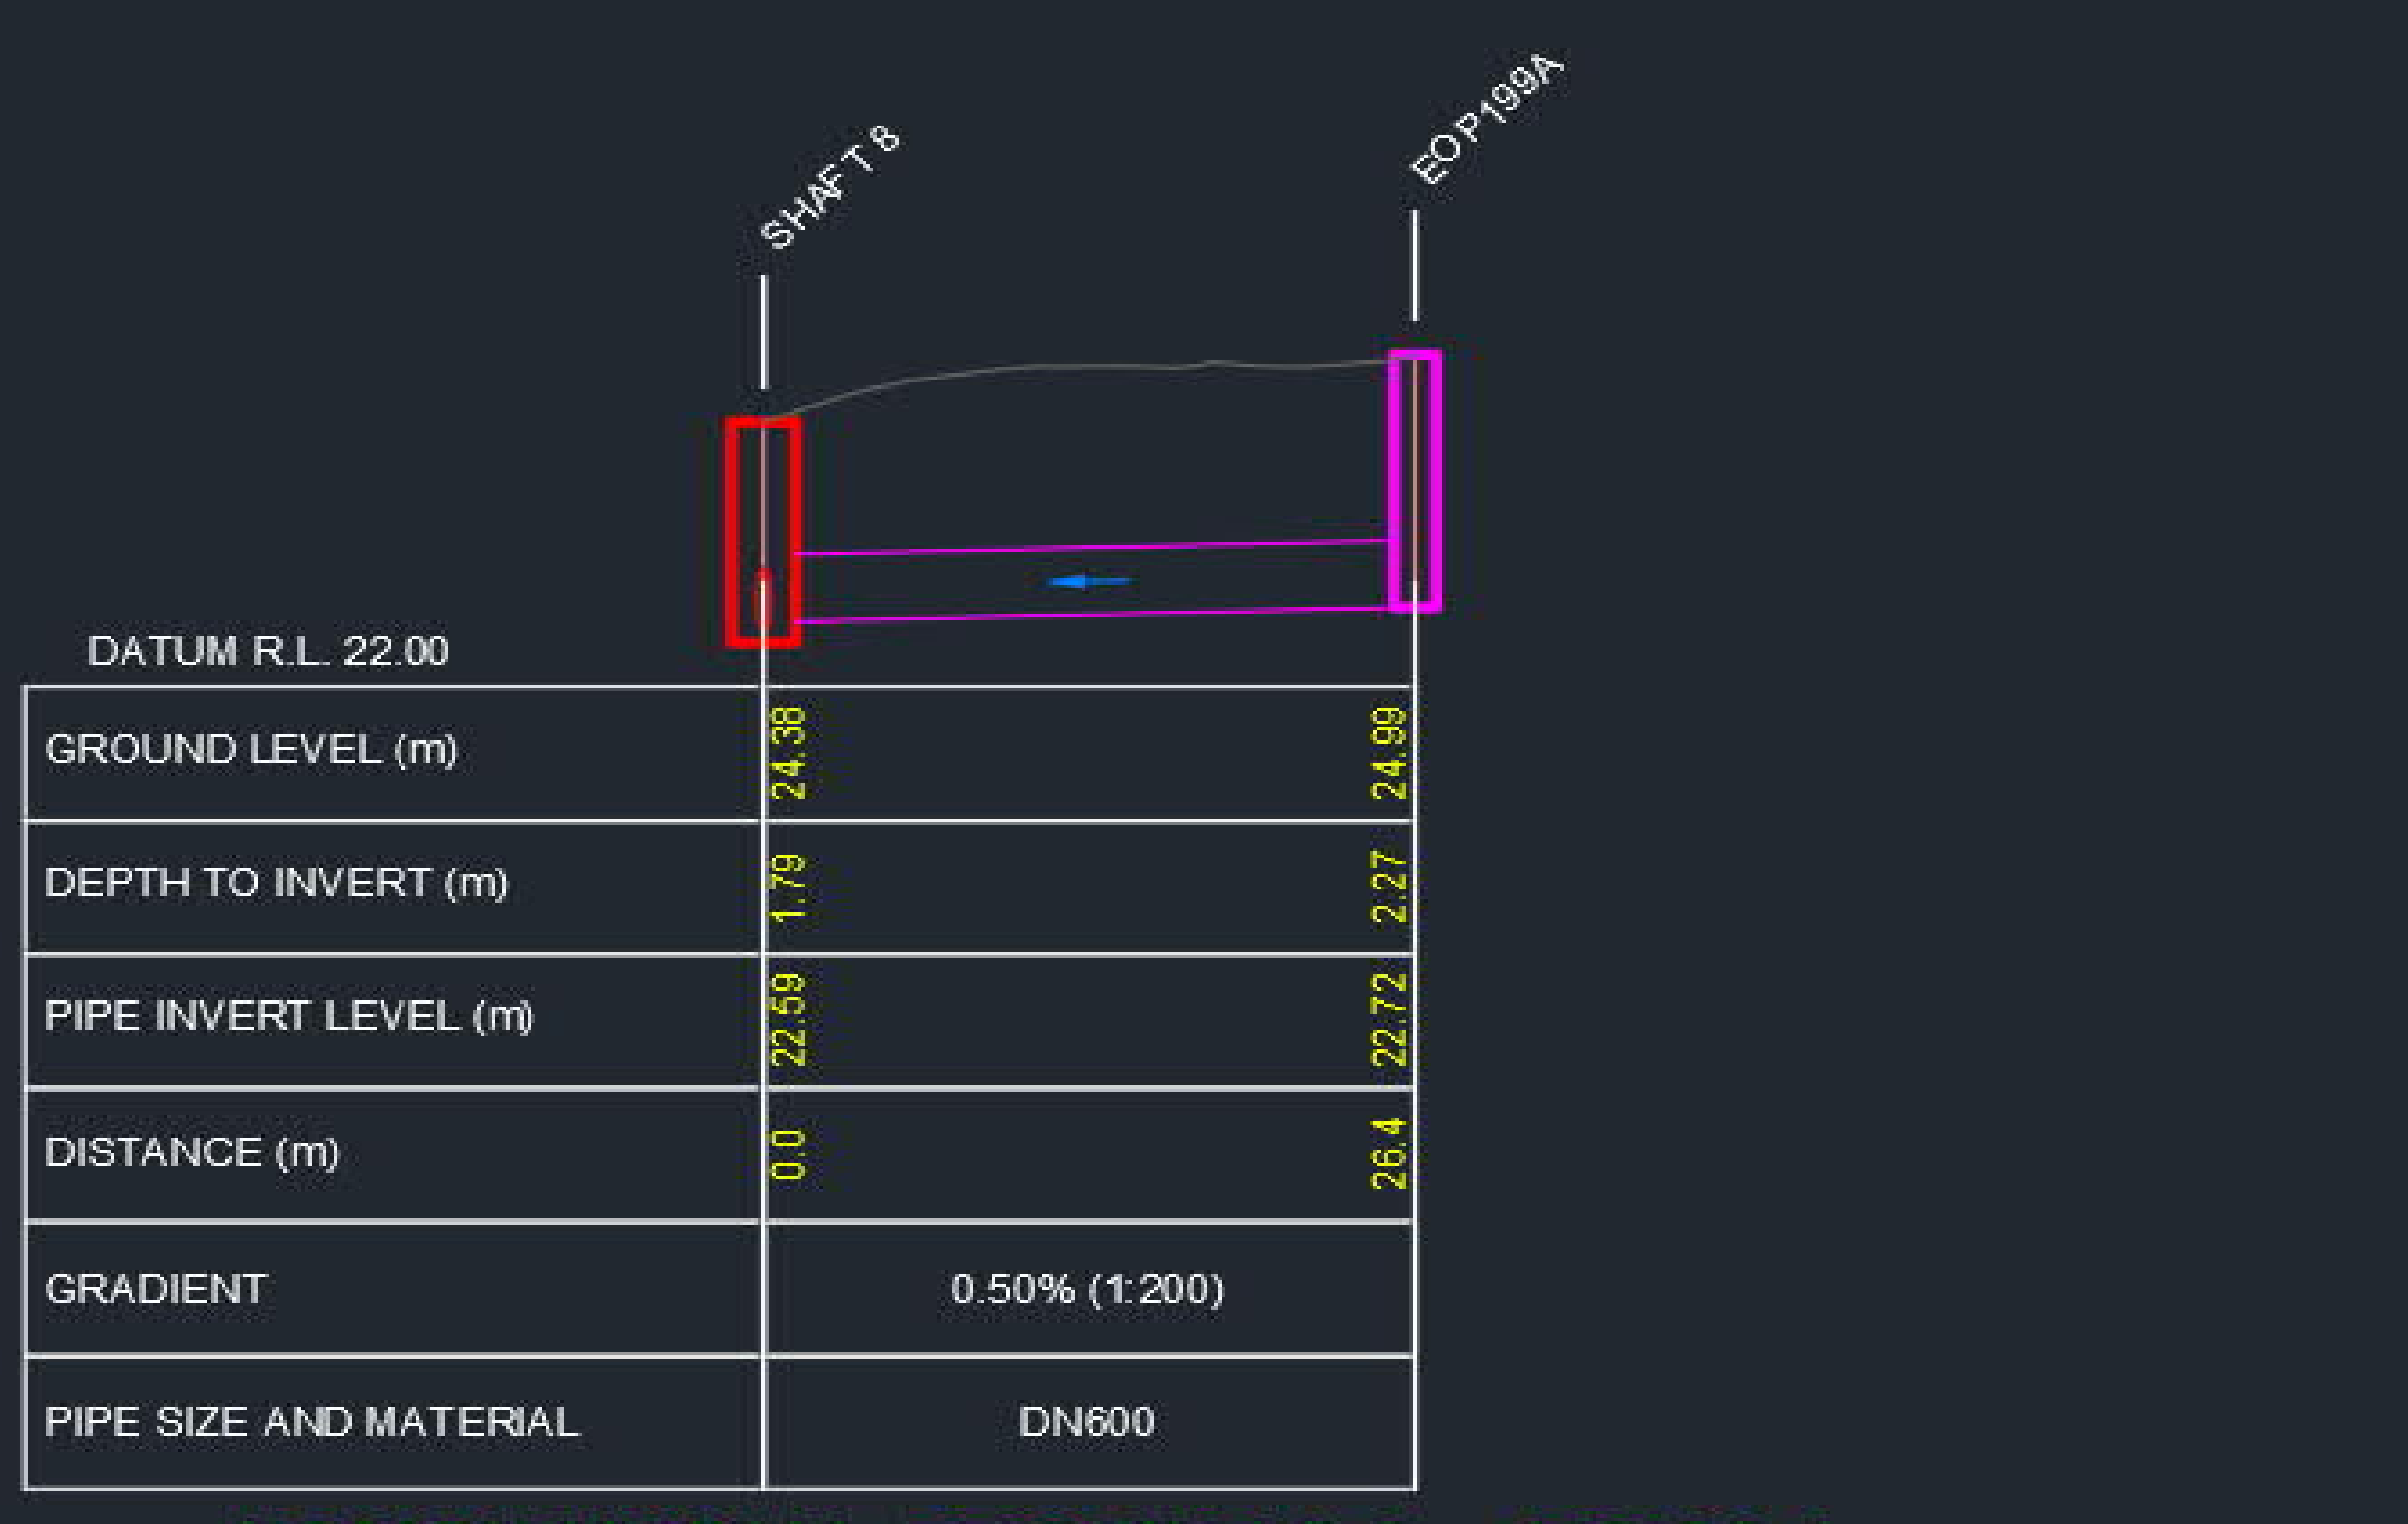 EOP199A
SHAFT 8
DATUM R.L. 22.00
GROUND LEVEL (m) 24.38 24.99
DEPTH TO INVERT (m) 1.79 2.27
PIPE INVERT LEVEL (m) 22.59 22.72
DISTANCE (m) 0.0 26.4
GRADIENT 0.50% (1:200)
PIPE SIZE AND MATERIAL DN600